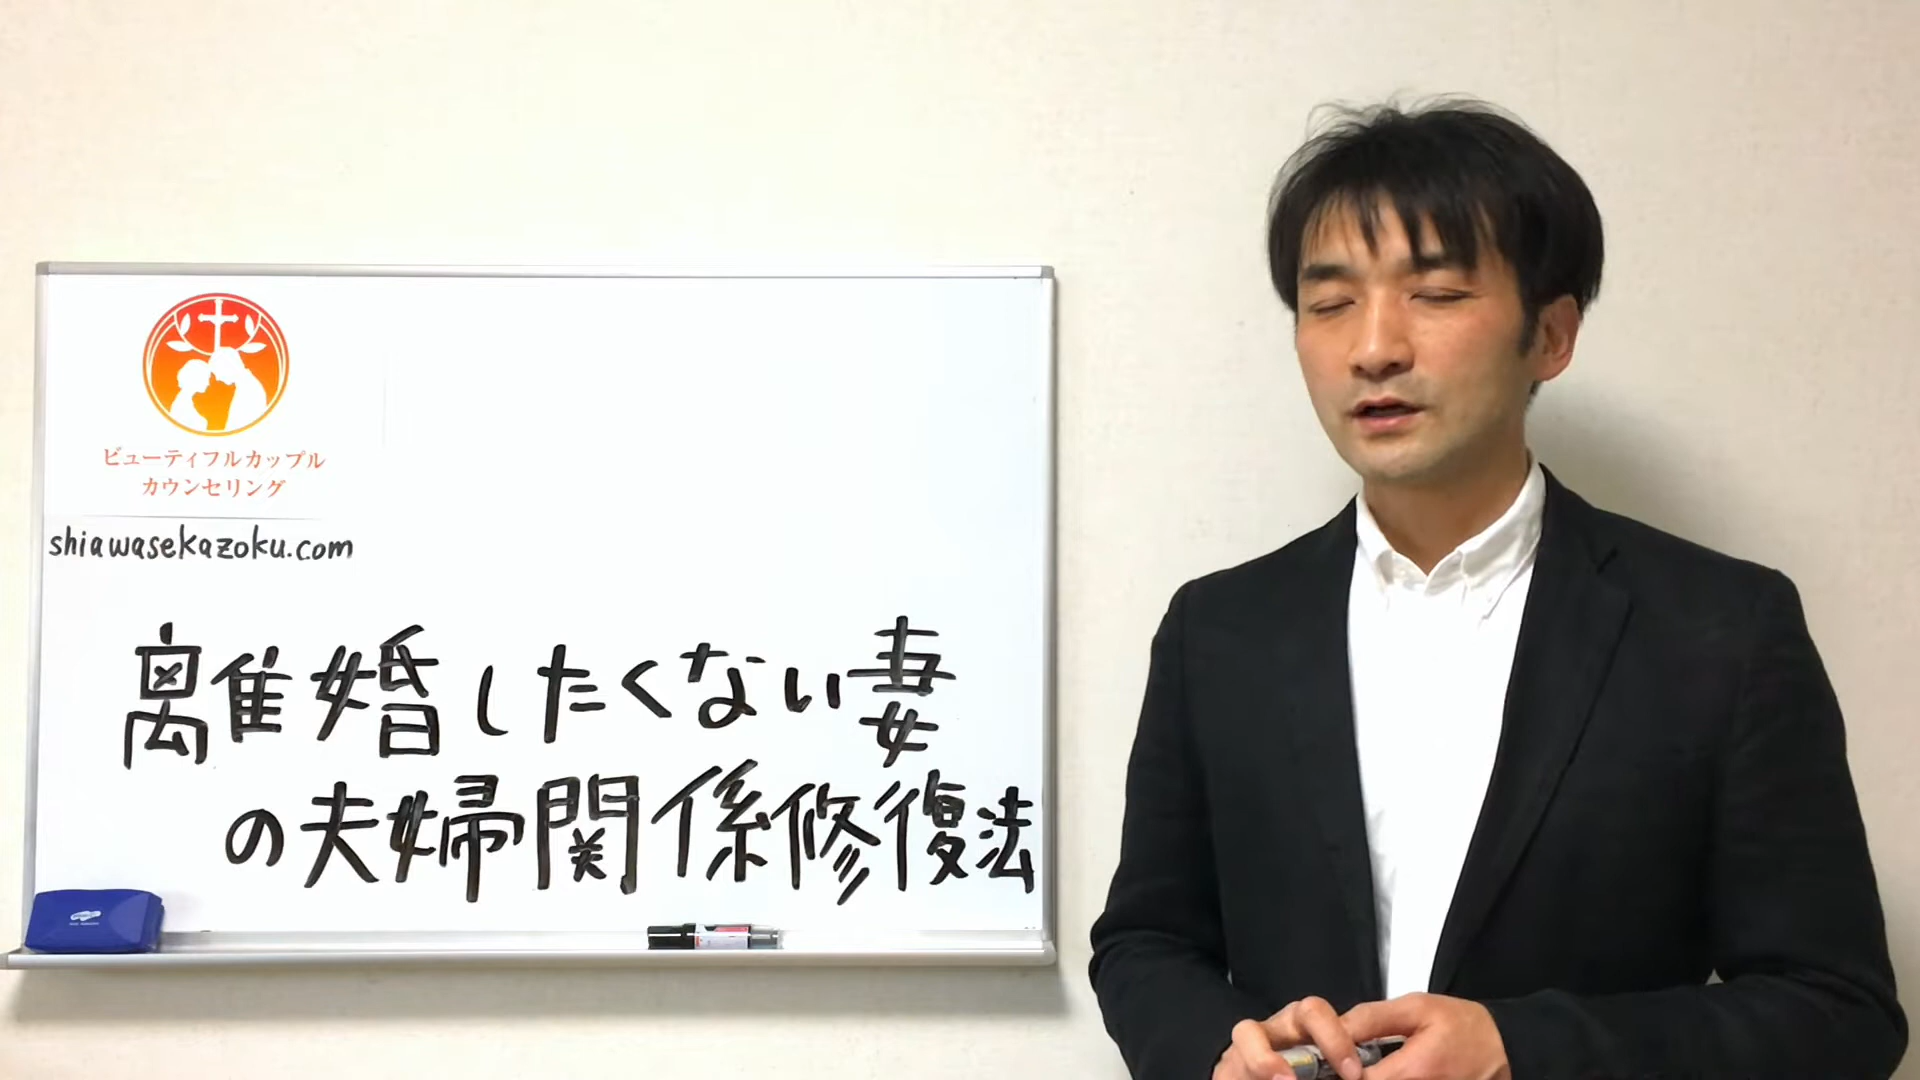 ビューティフルカップル
カウンセリング
shiawasekazoku.com
離婚したくない妻
の夫婦関係修復法